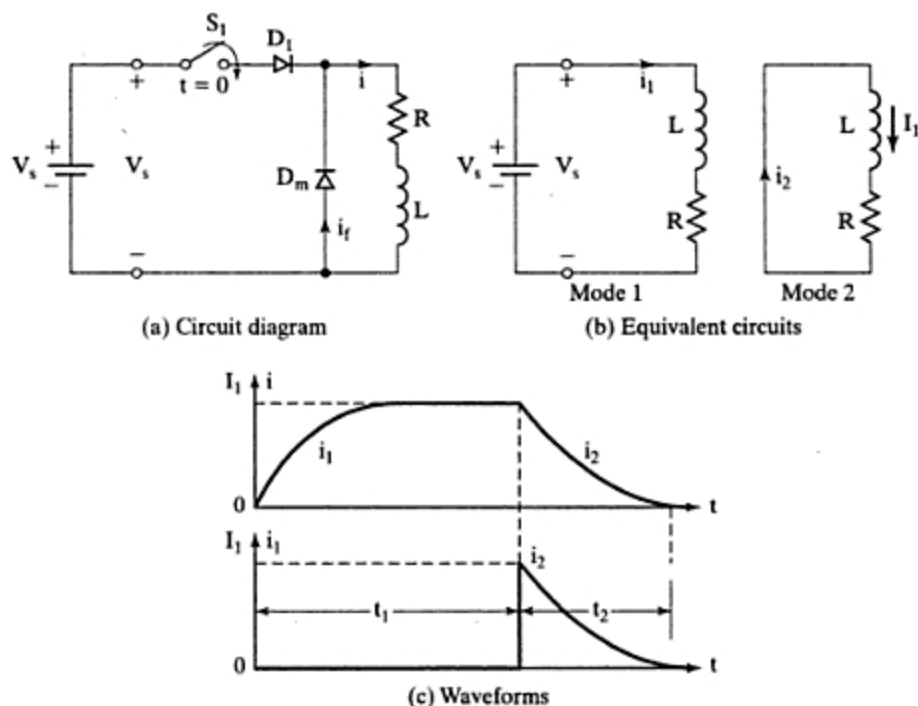 S₁
D₁
+
t = 0
i
R
+
Vₛ
−
Vₛ
Dₘ
L
i_f
−
(a) Circuit diagram
+
i₁
L
+
Vₛ
−
Vₛ
R
−
Mode 1
L
I₁
i₂
R
Mode 2
(b) Equivalent circuits
I₁ i
i₁
i₂
0
t
I₁ i₁
i₂
t₁
t₂
0
t
(c) Waveforms